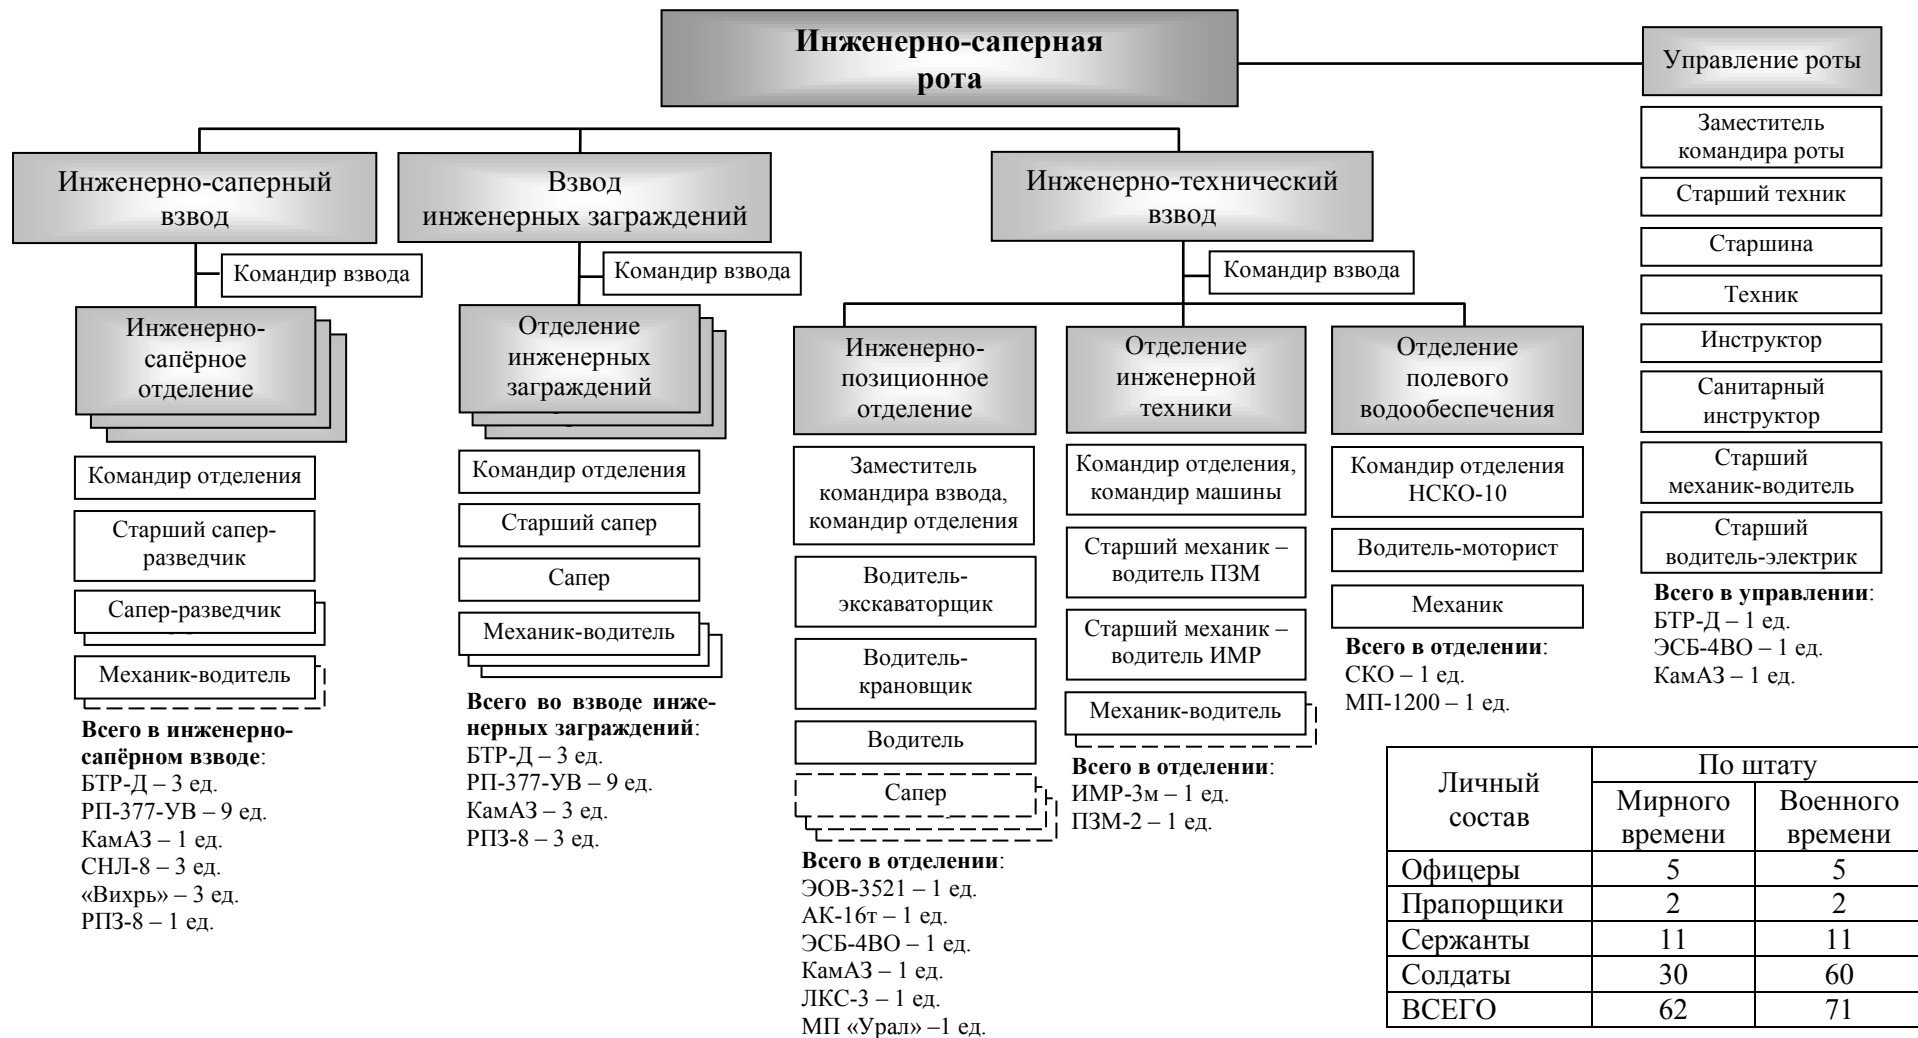 Инженерно-саперная
рота
Управление роты
Заместитель
командира роты
Старший техник
Старшина
Техник
Инструктор
Санитарный
инструктор
Старший
механик-водитель
Старший
водитель-электрик
Всего в управлении:
БТР-Д – 1 ед.
ЭСБ-4ВО – 1 ед.
КамАЗ – 1 ед.
Инженерно-саперный
взвод
Командир взвода
Инженерно-
сапёрное
отделение
Командир отделения
Старший сапер-
разведчик
Сапер-разведчик
Механик-водитель
Всего в инженерно-
сапёрном взводе:
БТР-Д – 3 ед.
РП-377-УВ – 9 ед.
КамАЗ – 1 ед.
СНЛ-8 – 3 ед.
«Вихрь» – 3 ед.
РПЗ-8 – 1 ед.
Взвод
инженерных заграждений
Командир взвода
Отделение
инженерных
заграждений
Командир отделения
Старший сапер
Сапер
Механик-водитель
Всего во взводе инже-
нерных заграждений:
БТР-Д – 3 ед.
РП-377-УВ – 9 ед.
КамАЗ – 3 ед.
РПЗ-8 – 3 ед.
Инженерно-технический
взвод
Командир взвода
Инженерно-
позиционное
отделение
Заместитель
командира взвода,
командир отделения
Водитель-
экскаваторщик
Водитель-
крановщик
Водитель
Сапер
Всего в отделении:
ЭОВ-3521 – 1 ед.
АК-16т – 1 ед.
ЭСБ-4ВО – 1 ед.
КамАЗ – 1 ед.
ЛКС-3 – 1 ед.
МП «Урал» –1 ед.
Отделение
инженерной
техники
Командир отделения,
командир машины
Старший механик –
водитель ПЗМ
Старший механик –
водитель ИМР
Механик-водитель
Всего в отделении:
ИМР-3м – 1 ед.
ПЗМ-2 – 1 ед.
Отделение
полевого
водообеспечения
Командир отделения
НСКО-10
Водитель-моторист
Механик
Всего в отделении:
СКО – 1 ед.
МП-1200 – 1 ед.
Личный
состав
По штату
Мирного
времени
Военного
времени
Офицеры 5 5
Прапорщики 2 2
Сержанты 11 11
Солдаты 30 60
ВСЕГО 62 71